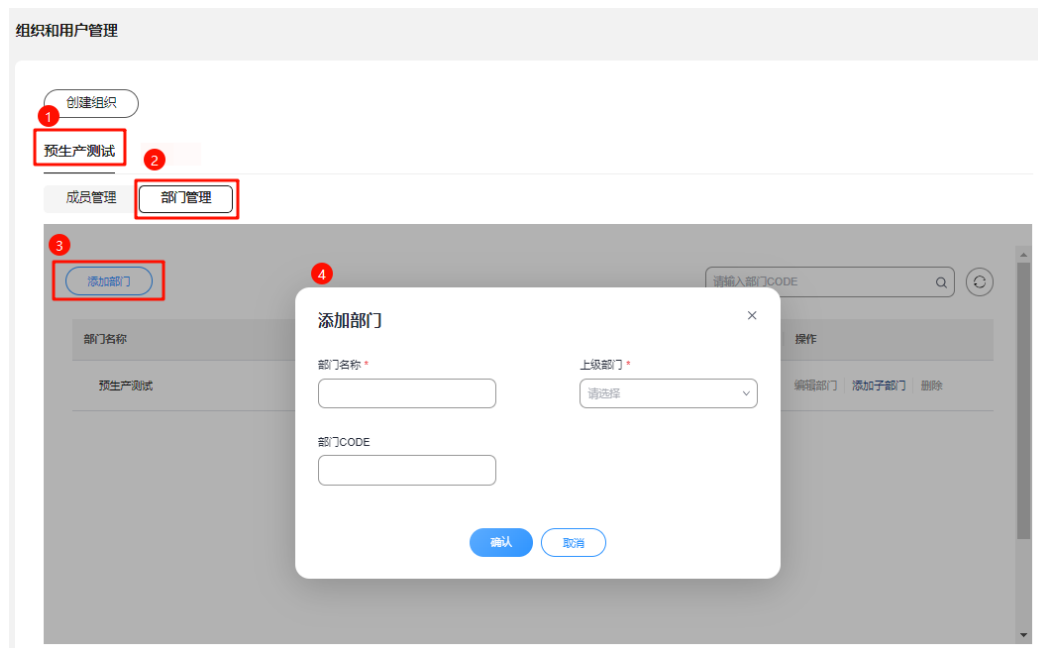 组织和用户管理
创建组织
1
预生产测试
2
成员管理 部门管理
3
4
添加部门 请输入部门CODE
添加部门
部门名称 操作
部门名称 * 上级部门 *
预生产测试 请选择 编辑部门 添加子部门 删除
部门CODE
确认 取消